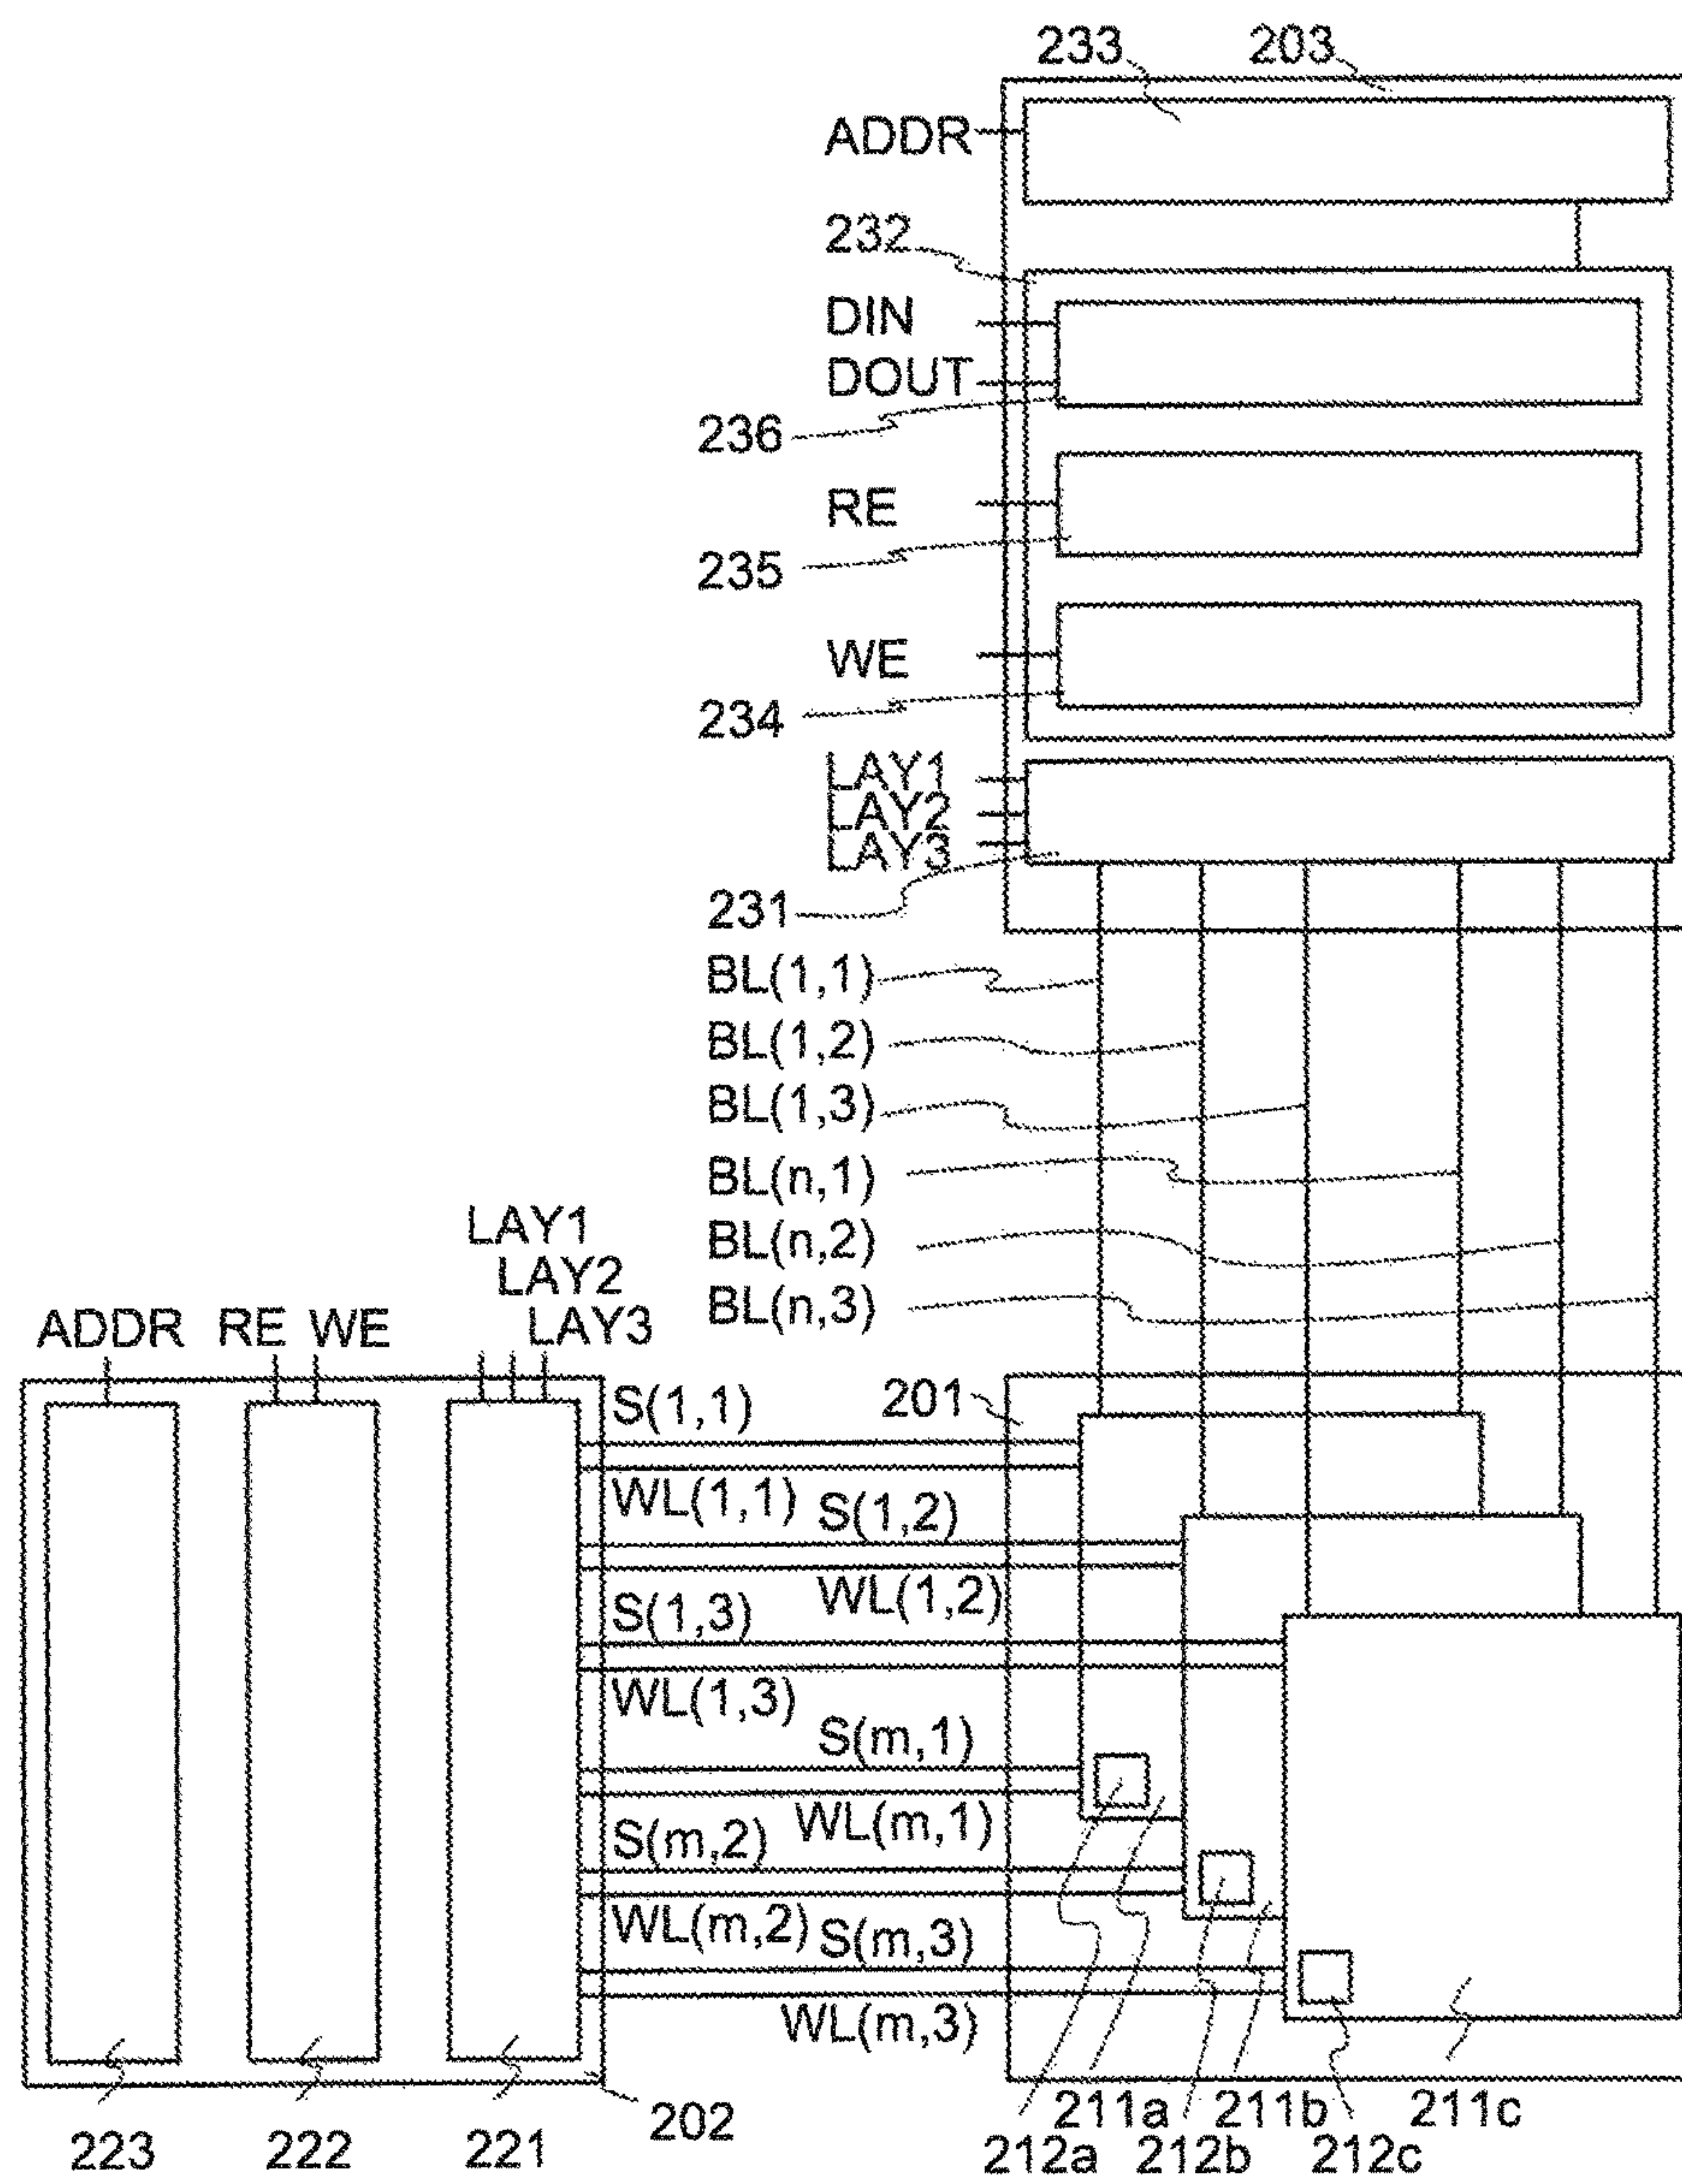 233 203
ADDR
232
DIN
DOUT
236
RE
235
WE
234
LAY1
LAY2
LAY3
231
BL(1,1)
BL(1,2)
BL(1,3)
BL(n,1)
BL(n,2)
BL(n,3)
LAY1
LAY2
LAY3
ADDR RE WE
S(1,1) 201
WL(1,1) S(1,2)
S(1,3) WL(1,2)
WL(1,3)
S(m,1)
S(m,2) WL(m,1)
WL(m,2) S(m,3)
WL(m,3)
211a 211b 211c
202
223 222 221
212a 212b 212c